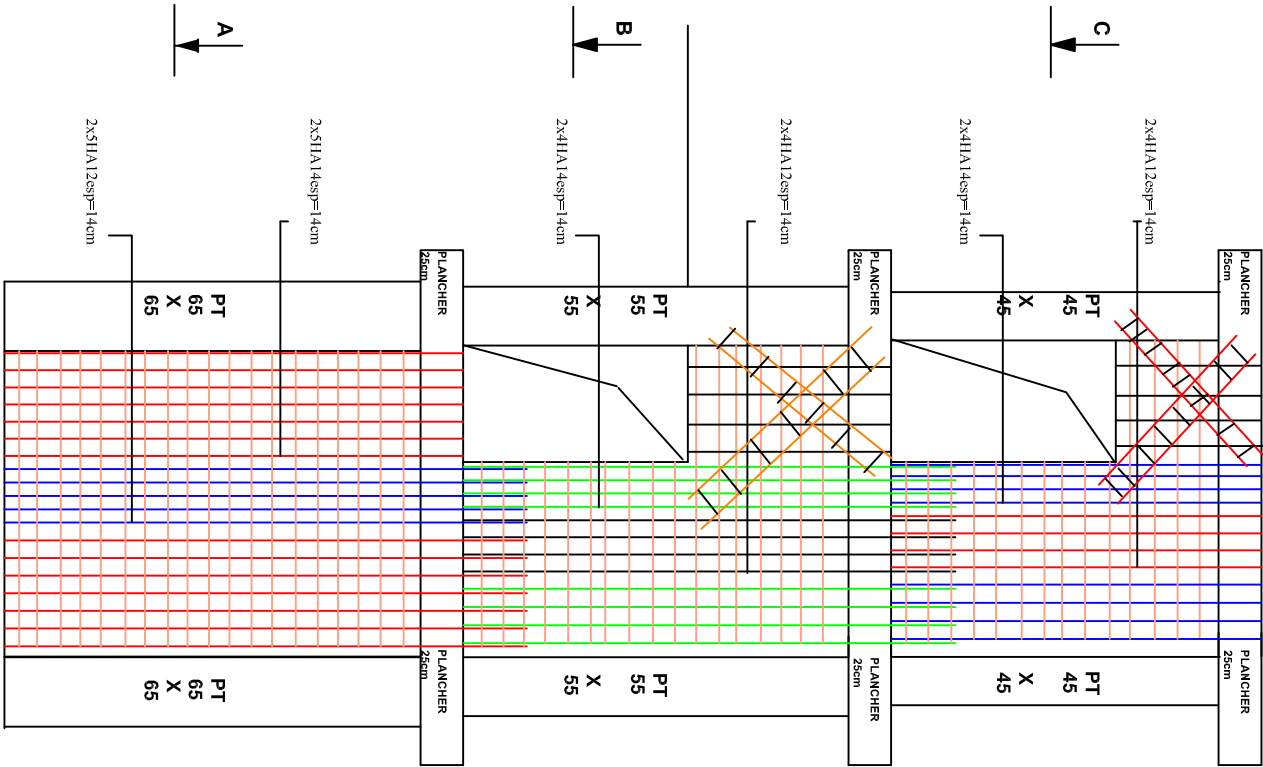 PLANCHER
25cm
PLANCHER
25cm
2x4HA12esp=14cm
C
PT
45
X
45
PT
45
X
45
2x4HA14esp=14cm
PLANCHER
25cm
PLANCHER
25cm
2x4HA12esp=14cm
B
PT
55
X
55
PT
55
X
55
2x4HA14esp=14cm
PLANCHER
25cm
PLANCHER
25cm
2x5HA14esp=14cm
A
PT
65
X
65
PT
65
X
65
2x5HA12esp=14cm